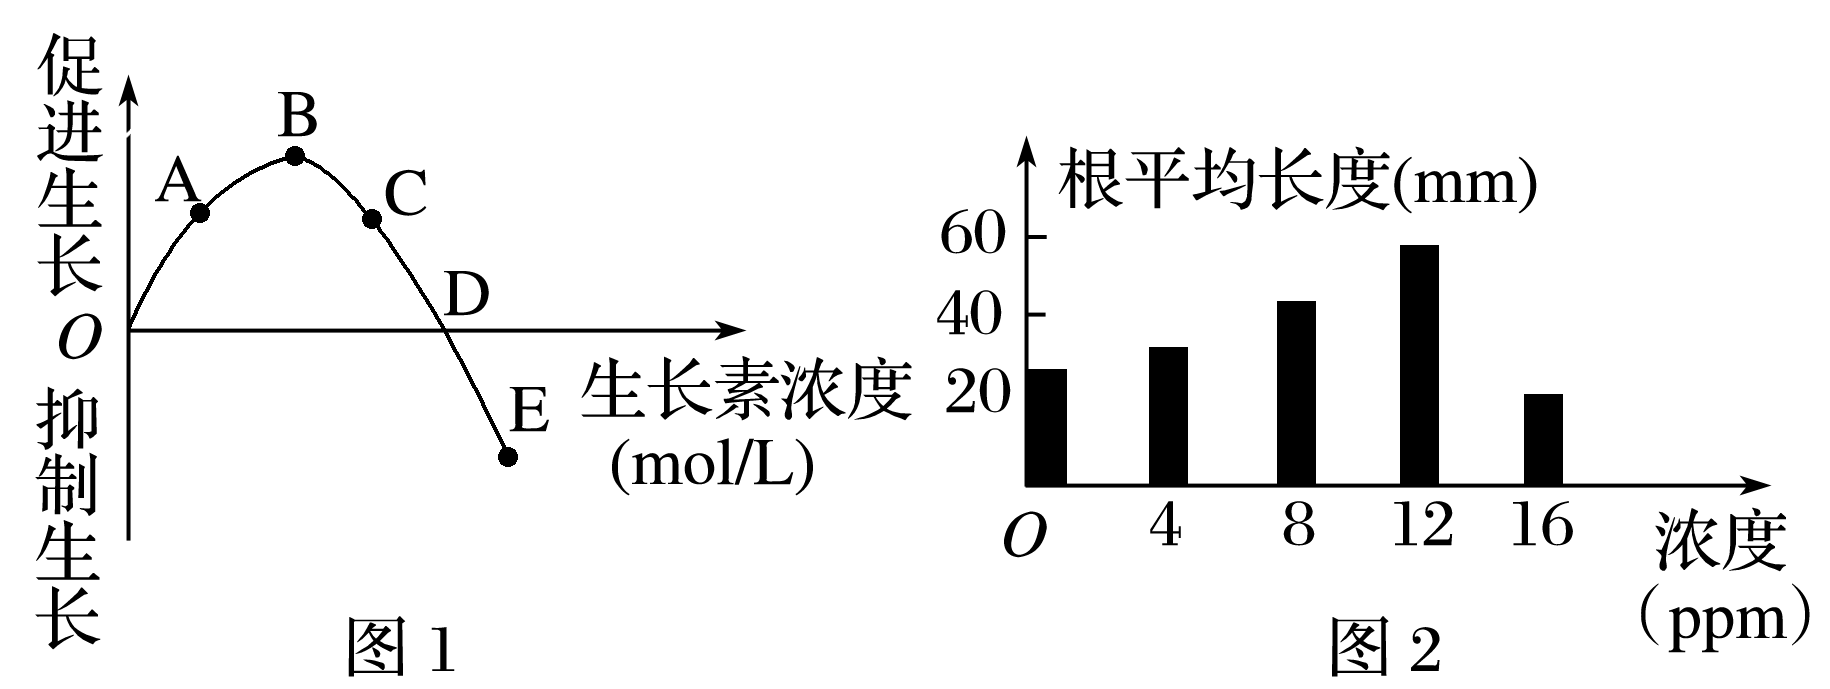 促进生长
O
抑制生长
A
B
C
D
E
生长素浓度
(mol/L)
图 1
根平均长度(mm)
60
40
20
O
4
8
12
16
浓度
(ppm)
图 2